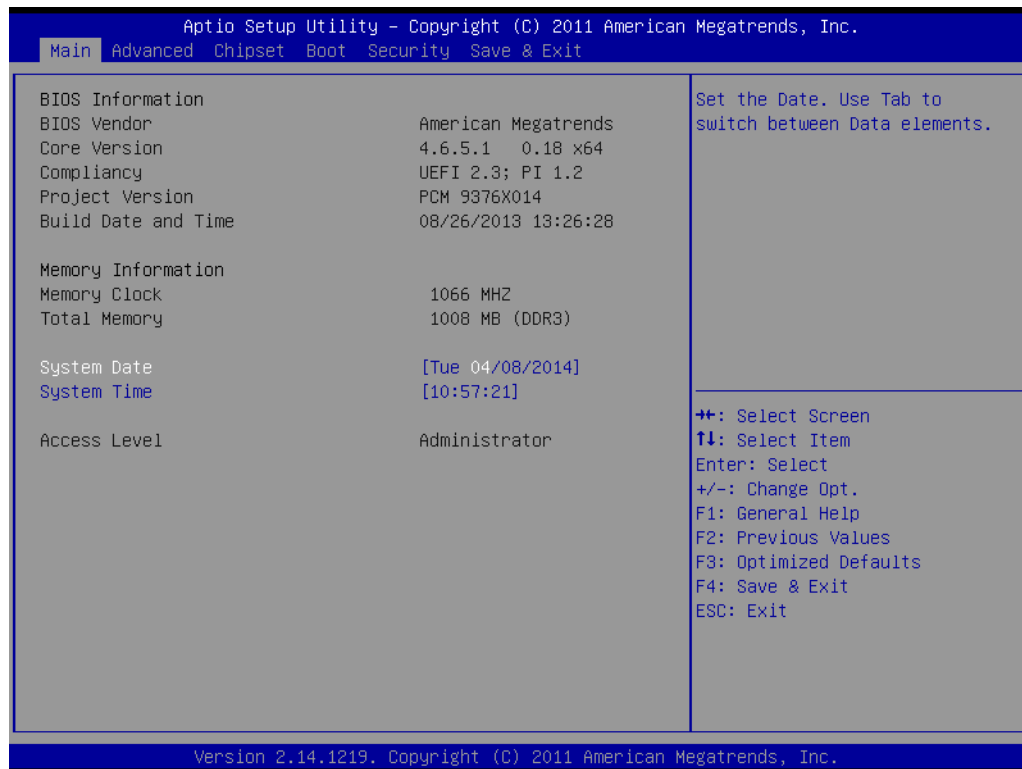 Aptio Setup Utility – Copyright (C) 2011 American Megatrends, Inc.
Main Advanced Chipset Boot Security Save & Exit
BIOS Information
BIOS Vendor American Megatrends
Core Version 4.6.5.1 0.18 x64
Compliancy UEFI 2.3; PI 1.2
Project Version PCM 9376X014
Build Date and Time 08/26/2013 13:26:28
Memory Information
Memory Clock 1066 MHZ
Total Memory 1008 MB (DDR3)
System Date [Tue 04/08/2014]
System Time [10:57:21]
Access Level Administrator
Set the Date. Use Tab to
switch between Data elements.
→←: Select Screen
↑↓: Select Item
Enter: Select
+/-: Change Opt.
F1: General Help
F2: Previous Values
F3: Optimized Defaults
F4: Save & Exit
ESC: Exit
Version 2.14.1219. Copyright (C) 2011 American Megatrends, Inc.